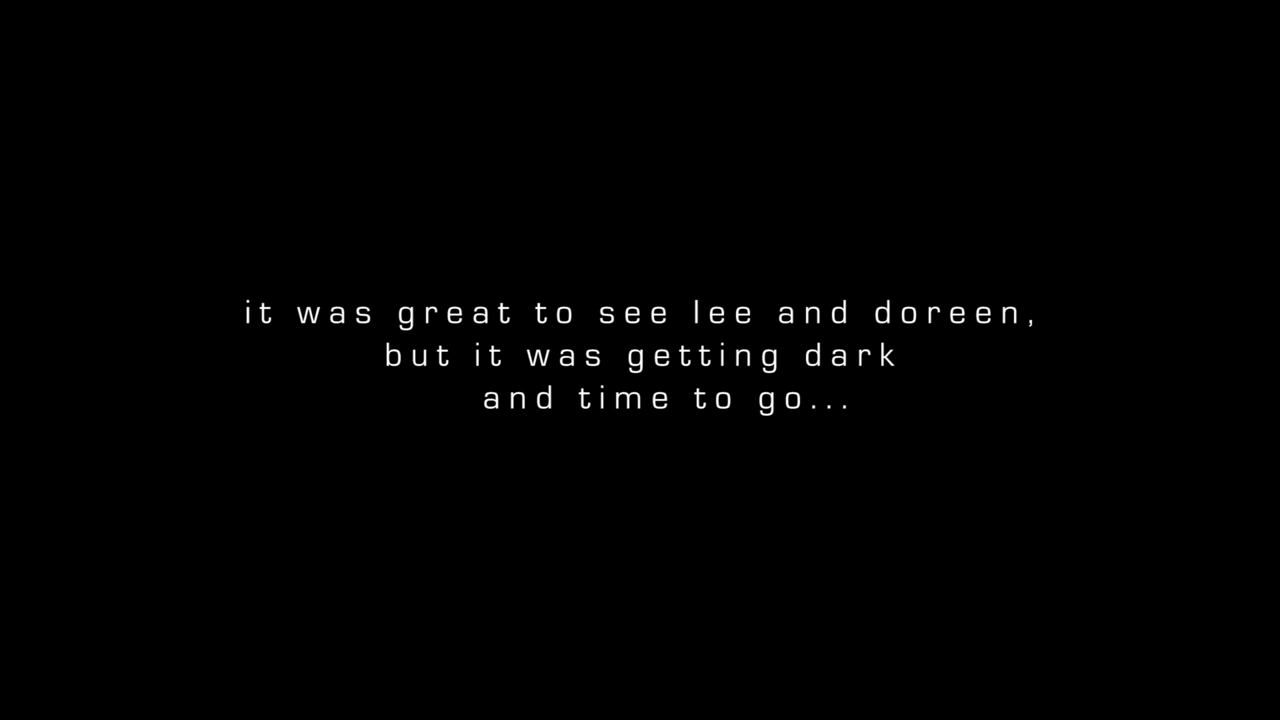 it was great to see lee and doreen,
but it was getting dark
and time to go...